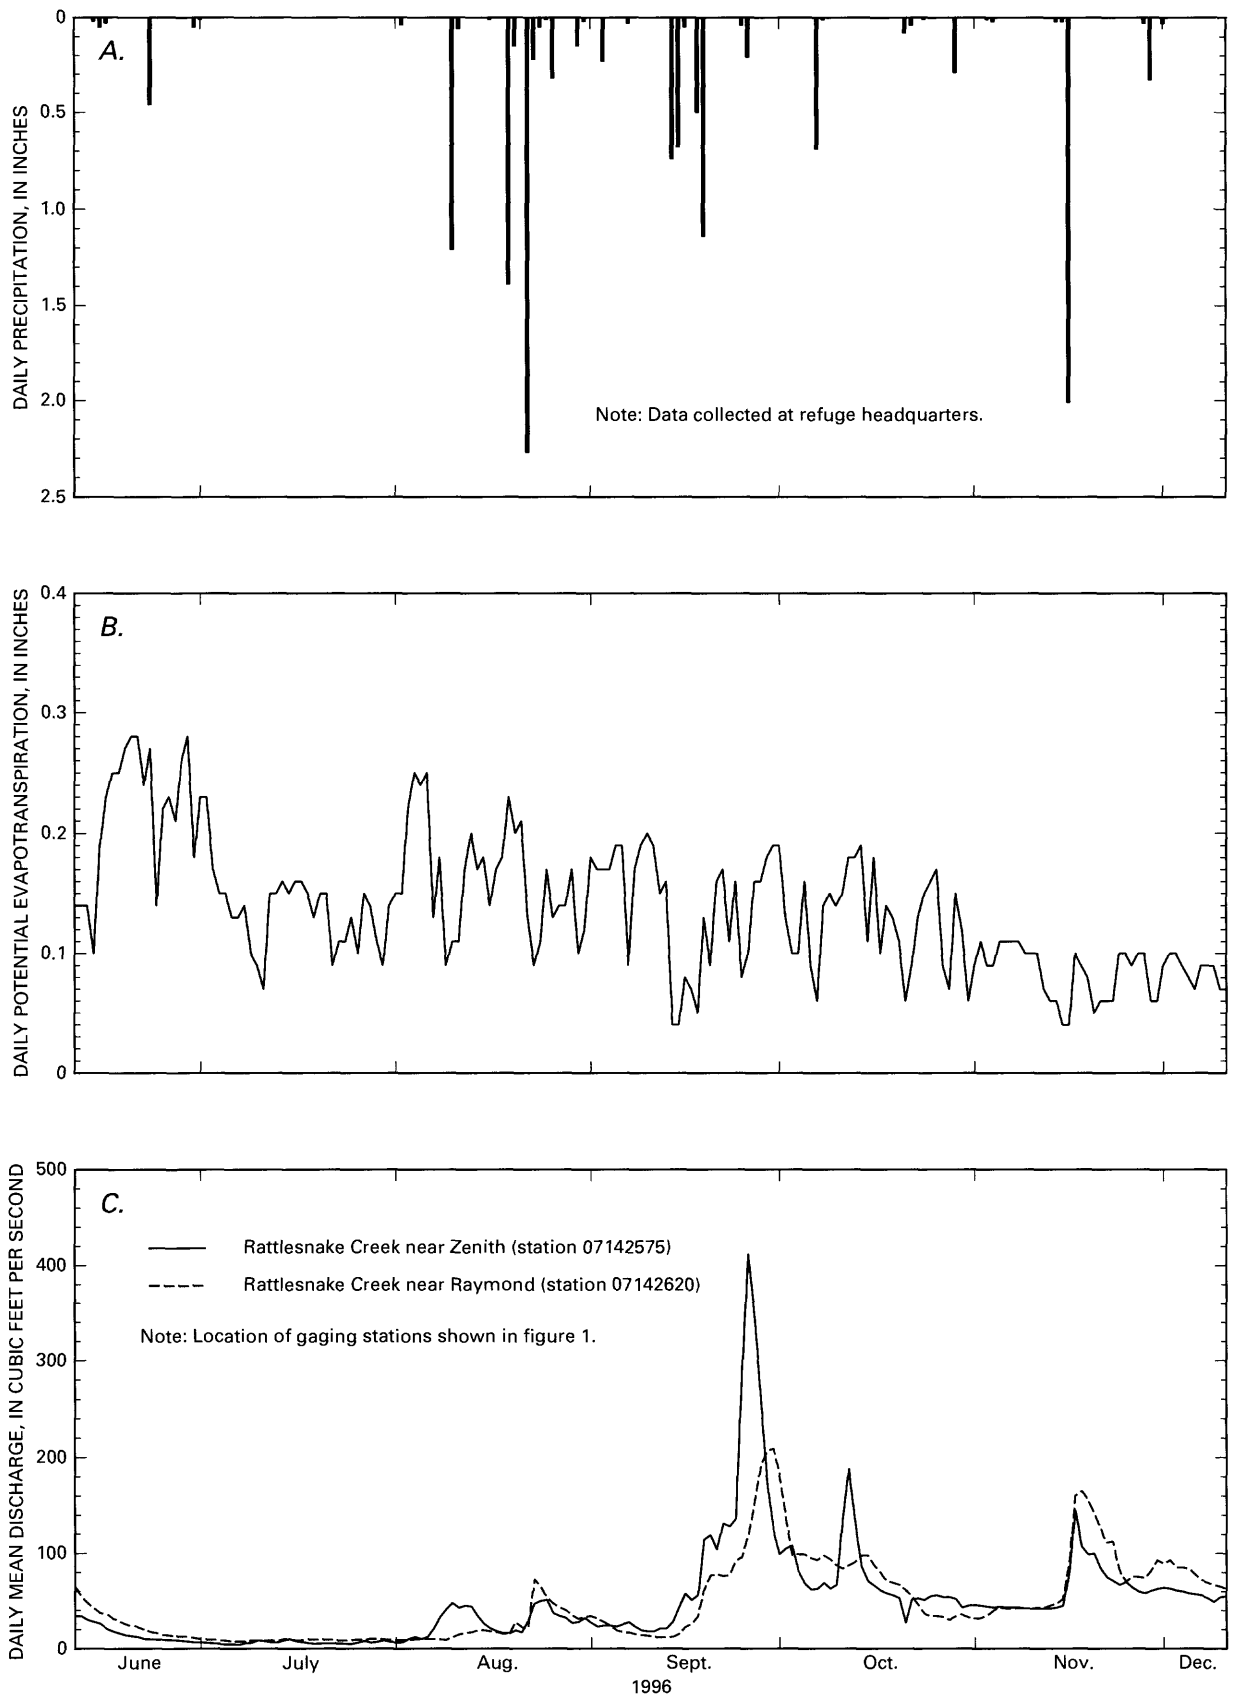 A.
DAILY PRECIPITATION, IN INCHES
0
0.5
1.0
1.5
2.0
2.5
Note: Data collected at refuge headquarters.
B.
DAILY POTENTIAL EVAPOTRANSPIRATION, IN INCHES
0.4
0.3
0.2
0.1
0
C.
DAILY MEAN DISCHARGE, IN CUBIC FEET PER SECOND
500
400
300
200
100
0
Rattlesnake Creek near Zenith (station 07142575)
Rattlesnake Creek near Raymond (station 07142620)
Note: Location of gaging stations shown in figure 1.
June July Aug. Sept. Oct. Nov. Dec.
1996